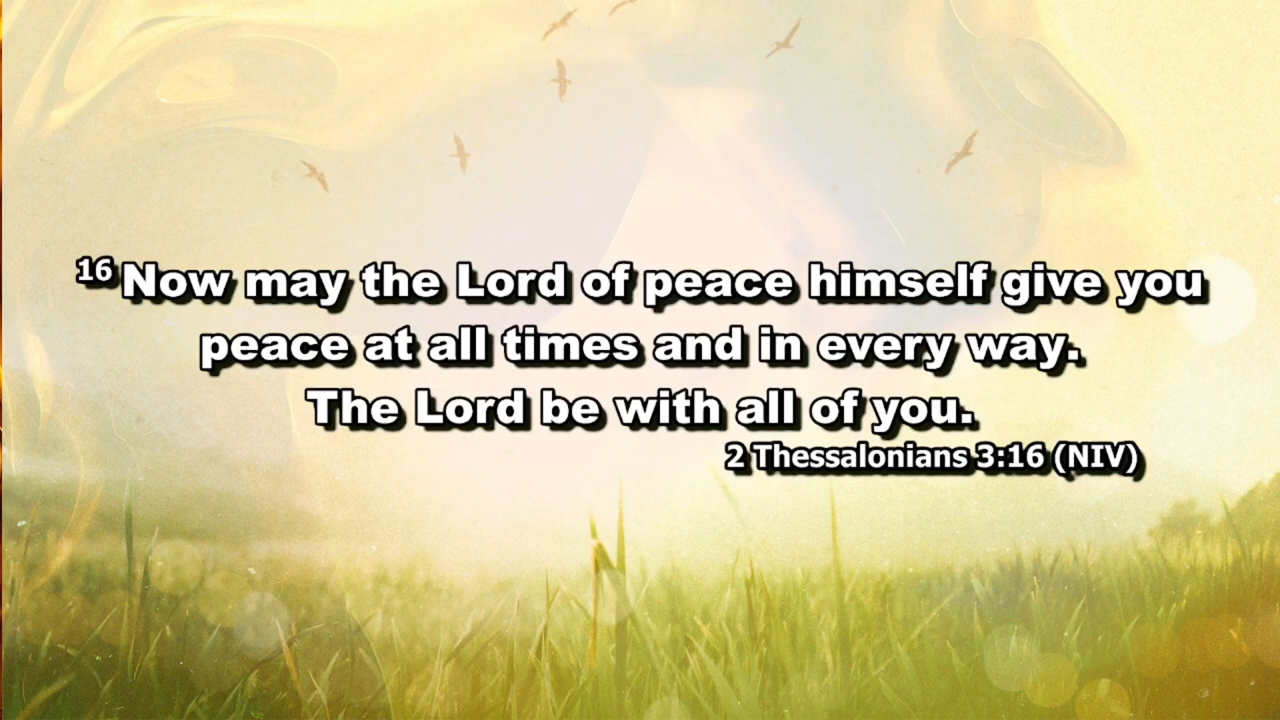 16 Now may the Lord of peace himself give you
peace at all times and in every way.
The Lord be with all of you.
2 Thessalonians 3:16 (NIV)